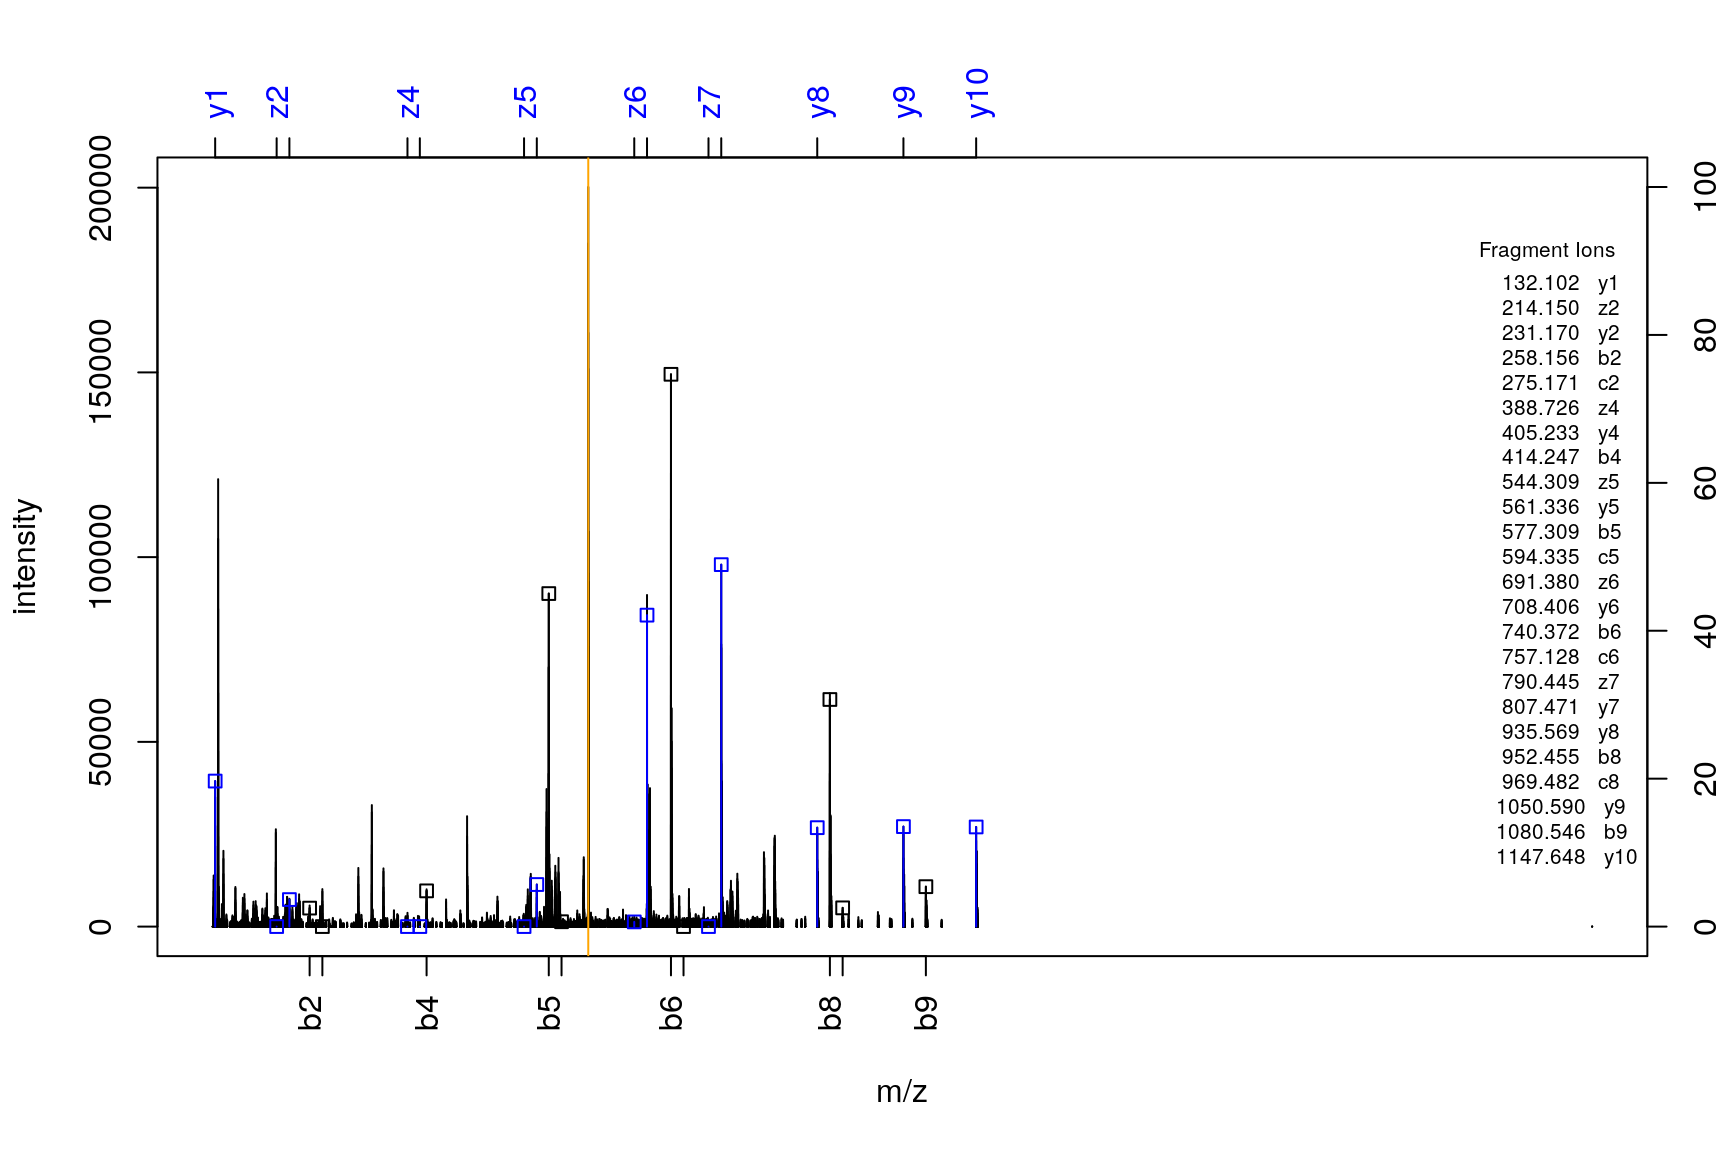 y1 z2 z4 z5 z6 z7 y8 y9 y10
200000
150000
100000
50000
0
intensity
100
80
60
40
20
0
Fragment Ions
132.102 y1
214.150 z2
231.170 y2
258.156 b2
275.171 c2
388.726 z4
405.233 y4
414.247 b4
544.309 z5
561.336 y5
577.309 b5
594.335 c5
691.380 z6
708.406 y6
740.372 b6
757.128 c6
790.445 z7
807.471 y7
935.569 y8
952.455 b8
969.482 c8
1050.590 y9
1080.546 b9
1147.648 y10
b2 b4 b5 b6 b8 b9
m/z